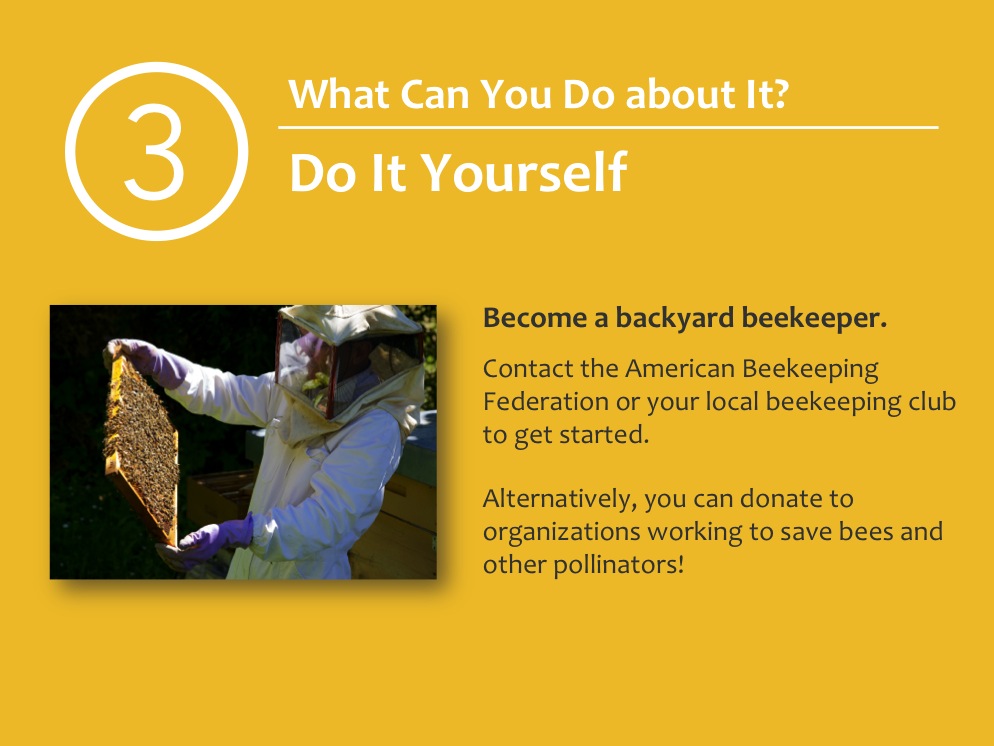 3
What Can You Do about It?
Do It Yourself
Become a backyard beekeeper.
Contact the American Beekeeping
Federation or your local beekeeping club
to get started.
Alternatively, you can donate to
organizations working to save bees and
other pollinators!